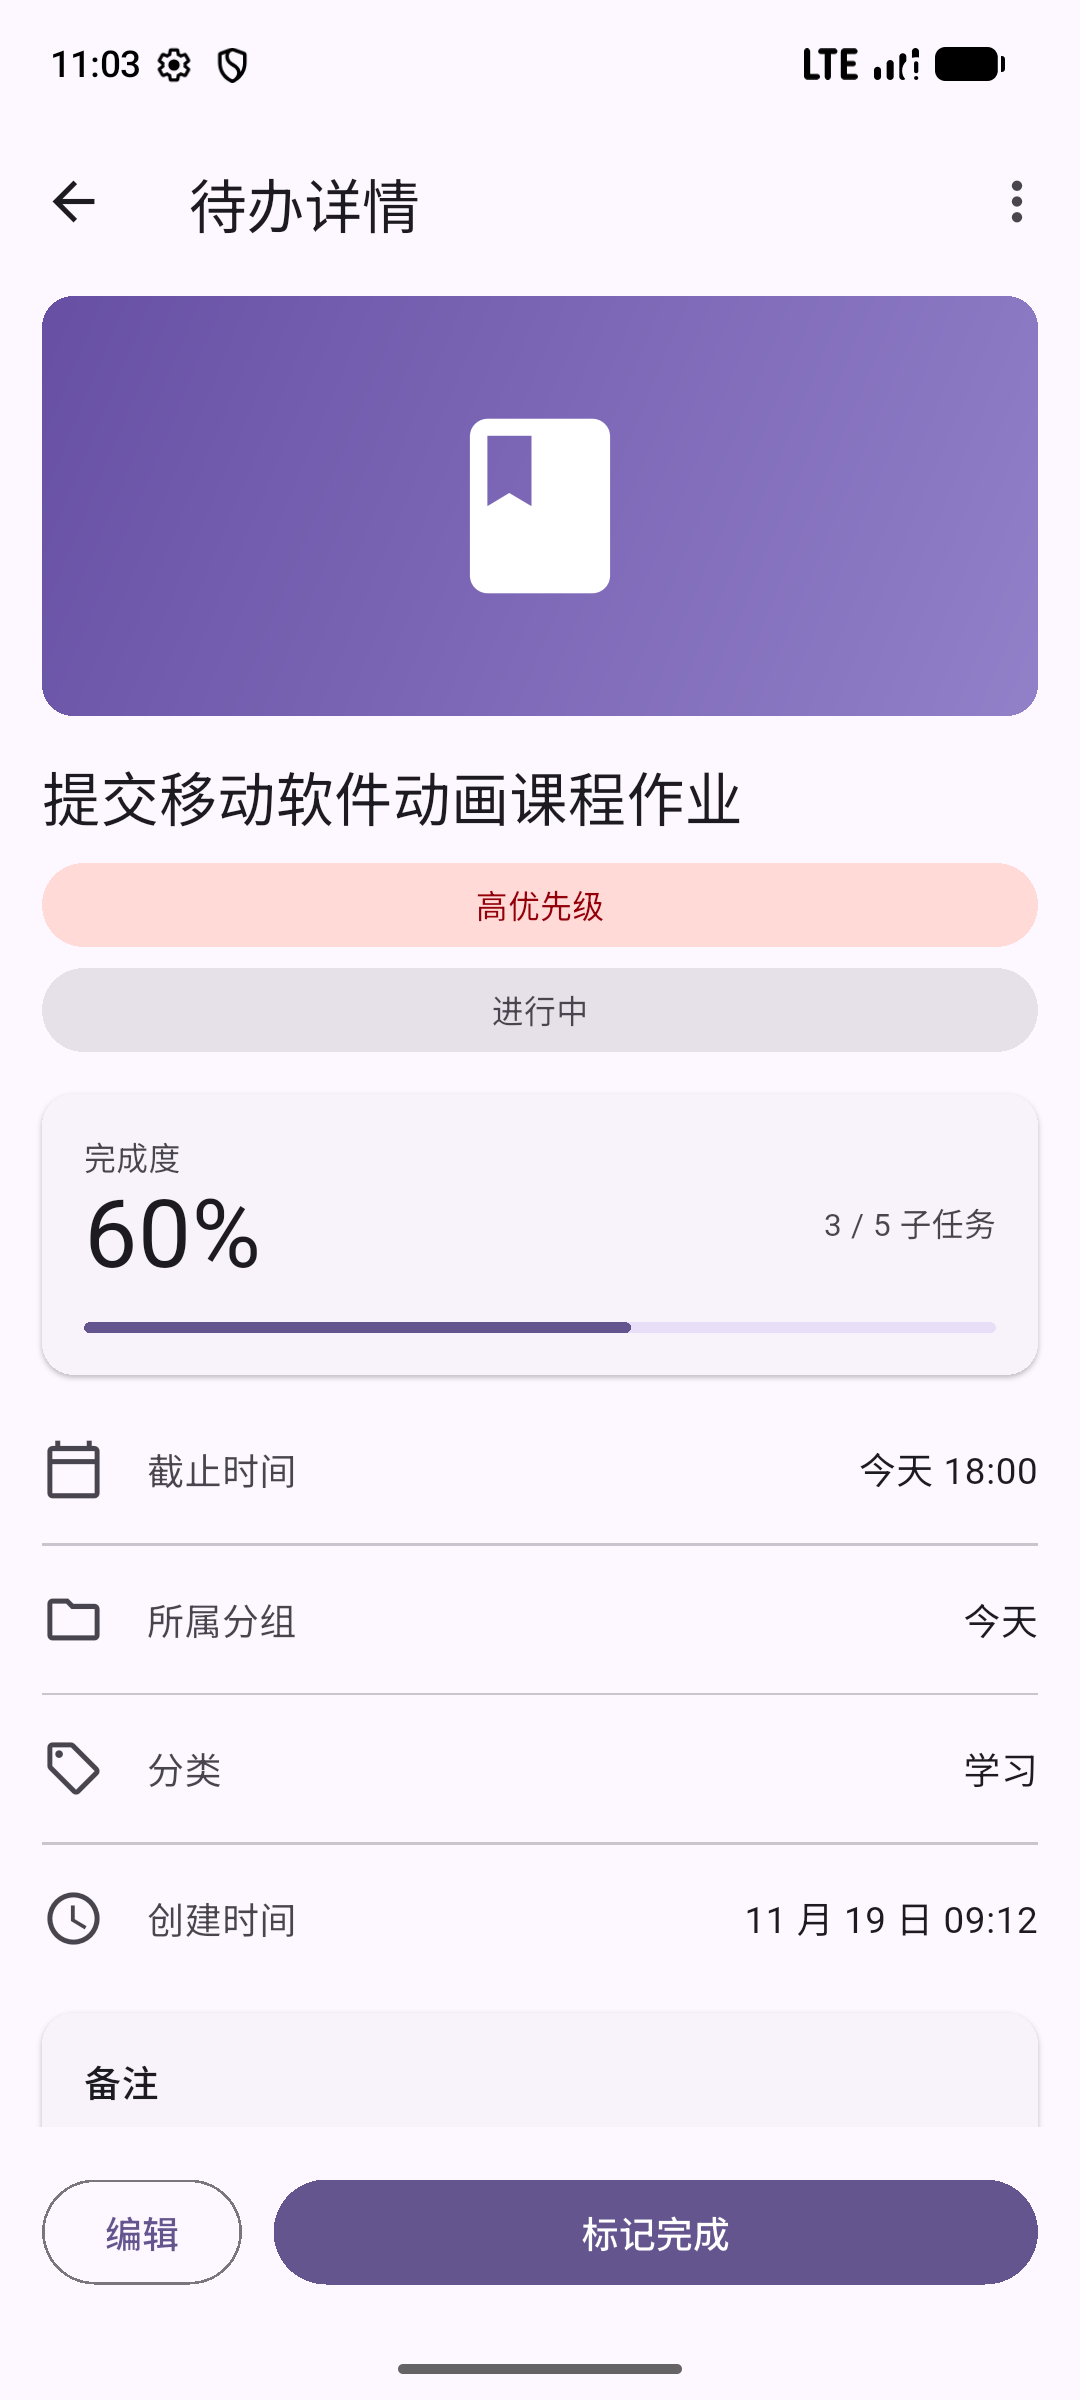 11:03
LTE
待办详情
提交移动软件动画课程作业
高优先级
进行中
完成度
60%
3 / 5 子任务
截止时间
今天 18:00
所属分组
今天
分类
学习
创建时间
11 月 19 日 09:12
备注
编辑
标记完成